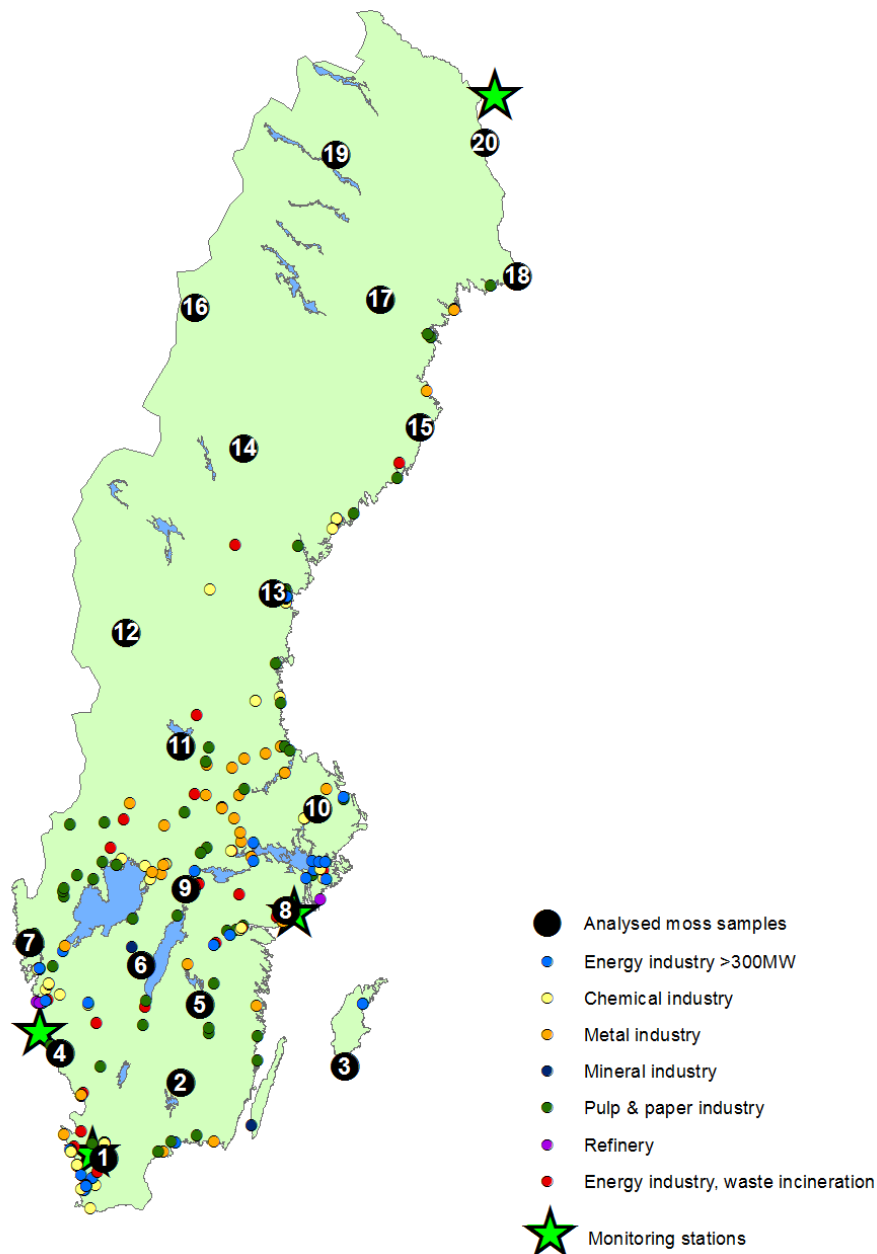 20
19
18
17
16
15
14
13
12
11
10
9
8
7
6
5
4
3
2
1
Analysed moss samples
Energy industry >300MW
Chemical industry
Metal industry
Mineral industry
Pulp & paper industry
Refinery
Energy industry, waste incineration
Monitoring stations